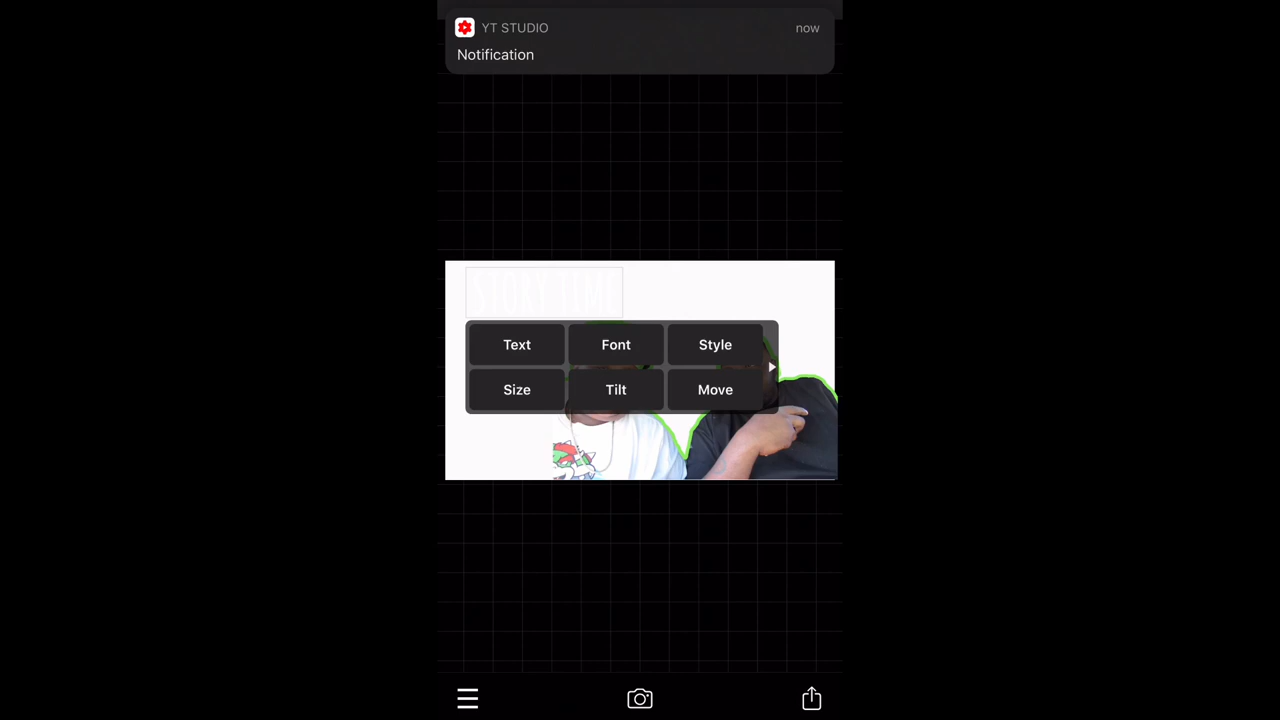 YT STUDIO now
Notification
STORY TIME
Text Font Style
Size Tilt Move